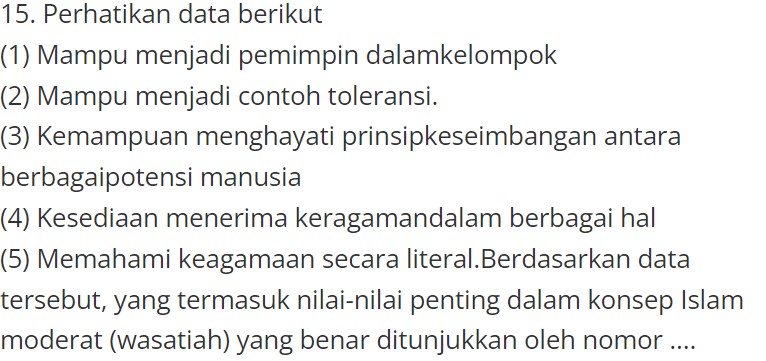 15. Perhatikan data berikut
(1) Mampu menjadi pemimpin dalamkelompok
(2) Mampu menjadi contoh toleransi.
(3) Kemampuan menghayati prinsipkeseimbangan antara
berbagaipotensi manusia
(4) Kesediaan menerima keragamandalam berbagai hal
(5) Memahami keagamaan secara literal.Berdasarkan data
tersebut, yang termasuk nilai-nilai penting dalam konsep Islam
moderat (wasatiah) yang benar ditunjukkan oleh nomor ....